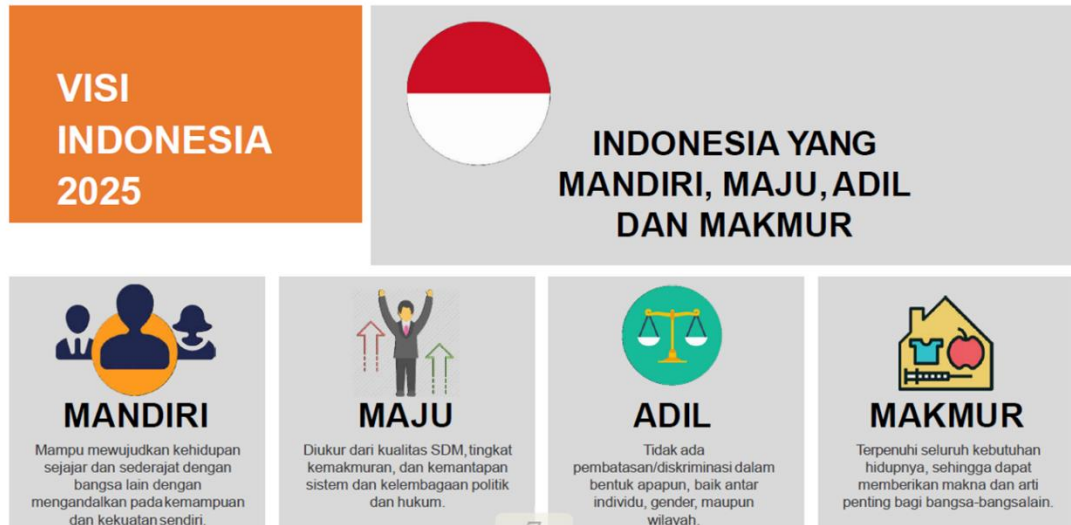 VISI
INDONESIA
2025
INDONESIA YANG
MANDIRI, MAJU, ADIL
DAN MAKMUR
MANDIRI
Mampu mewujudkan kehidupan
sejajar dan sederajat dengan
bangsa lain dengan
mengandalkan pada kemampuan
dan kekuatan sendiri.
MAJU
Diukur dari kualitas SDM, tingkat
kemakmuran, dan kemantapan
sistem dan kelembagaan politik
dan hukum.
ADIL
Tidak ada
pembatasan/diskriminasi dalam
bentuk apapun, baik antar
individu, gender, maupun
wilayah.
MAKMUR
Terpenuhi seluruh kebutuhan
hidupnya, sehingga dapat
memberikan makna dan arti
penting bagi bangsa-bangsalain.